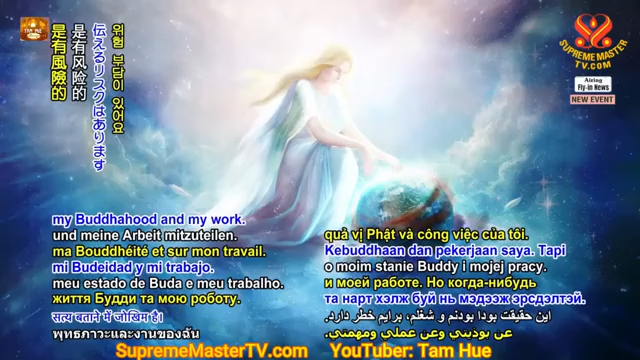 TAM HUE
是有風險的
是有风险的
伝えるリスクはあります
위험 부담이 있어요
SUPREME MASTER
TV.COM
Airing
Fly-in News
NEW EVENT
my Buddhahood and my work.
und meine Arbeit mitzuteilen.
ma Bouddhéité et sur mon travail.
mi Budeidad y mi trabajo.
meu estado de Buda e meu trabalho.
життя Будди та мою роботу.
सत्य बताने में जोखिम है।
พุทธภาวะและงานของฉัน
quả vị Phật và công việc của tôi.
Kebuddhaan dan pekerjaan saya. Tapi
o moim stanie Buddy i mojej pracy.
и моей работе. Но когда-нибудь
та нарт хэлж буй нь мэдээж эрсдэлтэй.
این حقیقت بودا بودنم و شغلم، برایم خطر دارد.
عن بوذيتي وعن عملي ومهمتي.
SupremeMasterTV.com YouTuber: Tam Hue